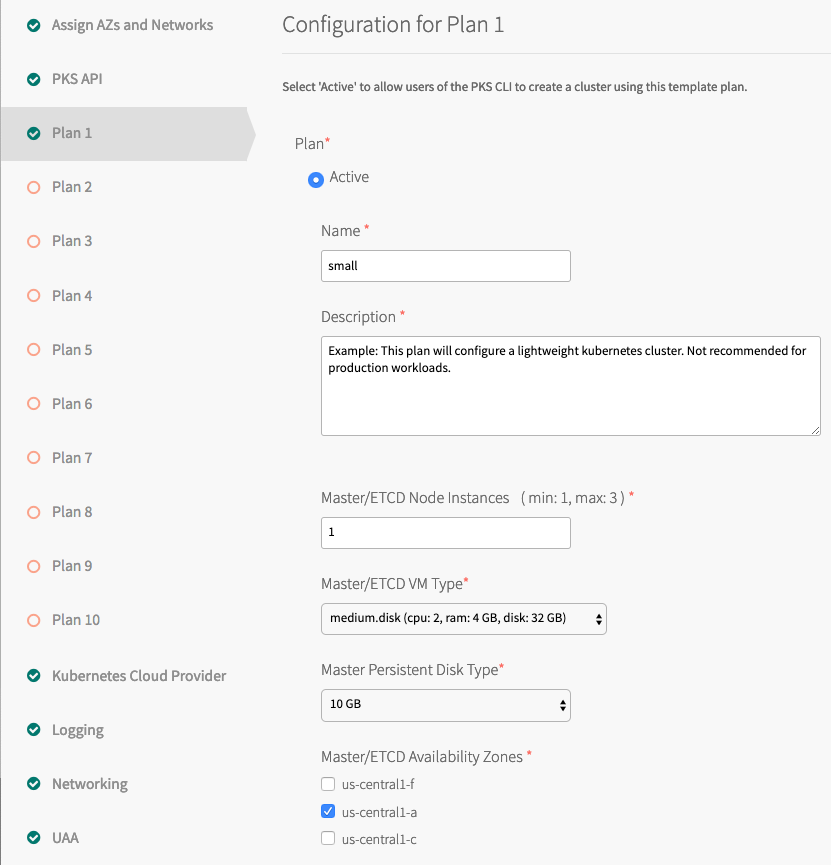 Assign AZs and Networks
PKS API
Plan 1
Plan 2
Plan 3
Plan 4
Plan 5
Plan 6
Plan 7
Plan 8
Plan 9
Plan 10
Kubernetes Cloud Provider
Logging
Networking
UAA
Configuration for Plan 1
Select 'Active' to allow users of the PKS CLI to create a cluster using this template plan.
Plan*
Active
Name *
small
Description *
Example: This plan will configure a lightweight kubernetes cluster. Not recommended for
production workloads.
Master/ETCD Node Instances ( min: 1, max: 3 ) *
1
Master/ETCD VM Type*
medium.disk (cpu: 2, ram: 4 GB, disk: 32 GB)
Master Persistent Disk Type*
10 GB
Master/ETCD Availability Zones *
us-central1-f
us-central1-a
us-central1-c